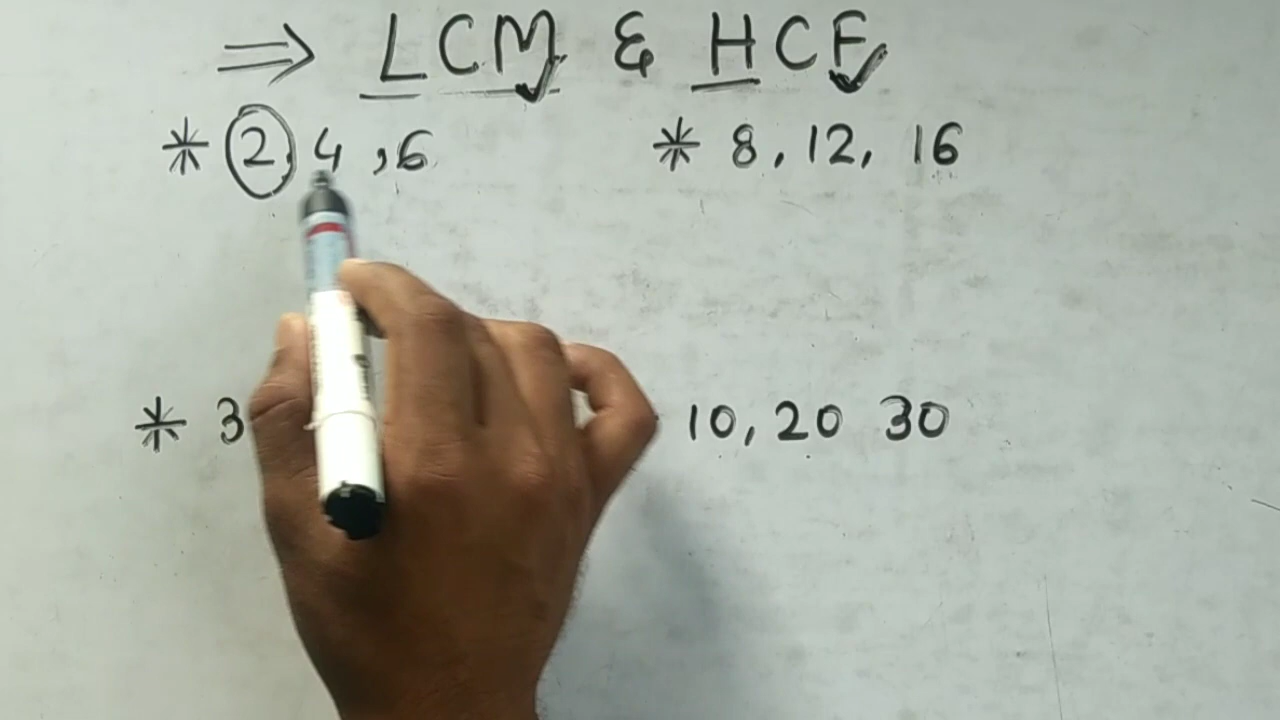 ⇒ LCM & HCF
* 2, 4, 6
* 8, 12, 16
* 3
10, 20 30